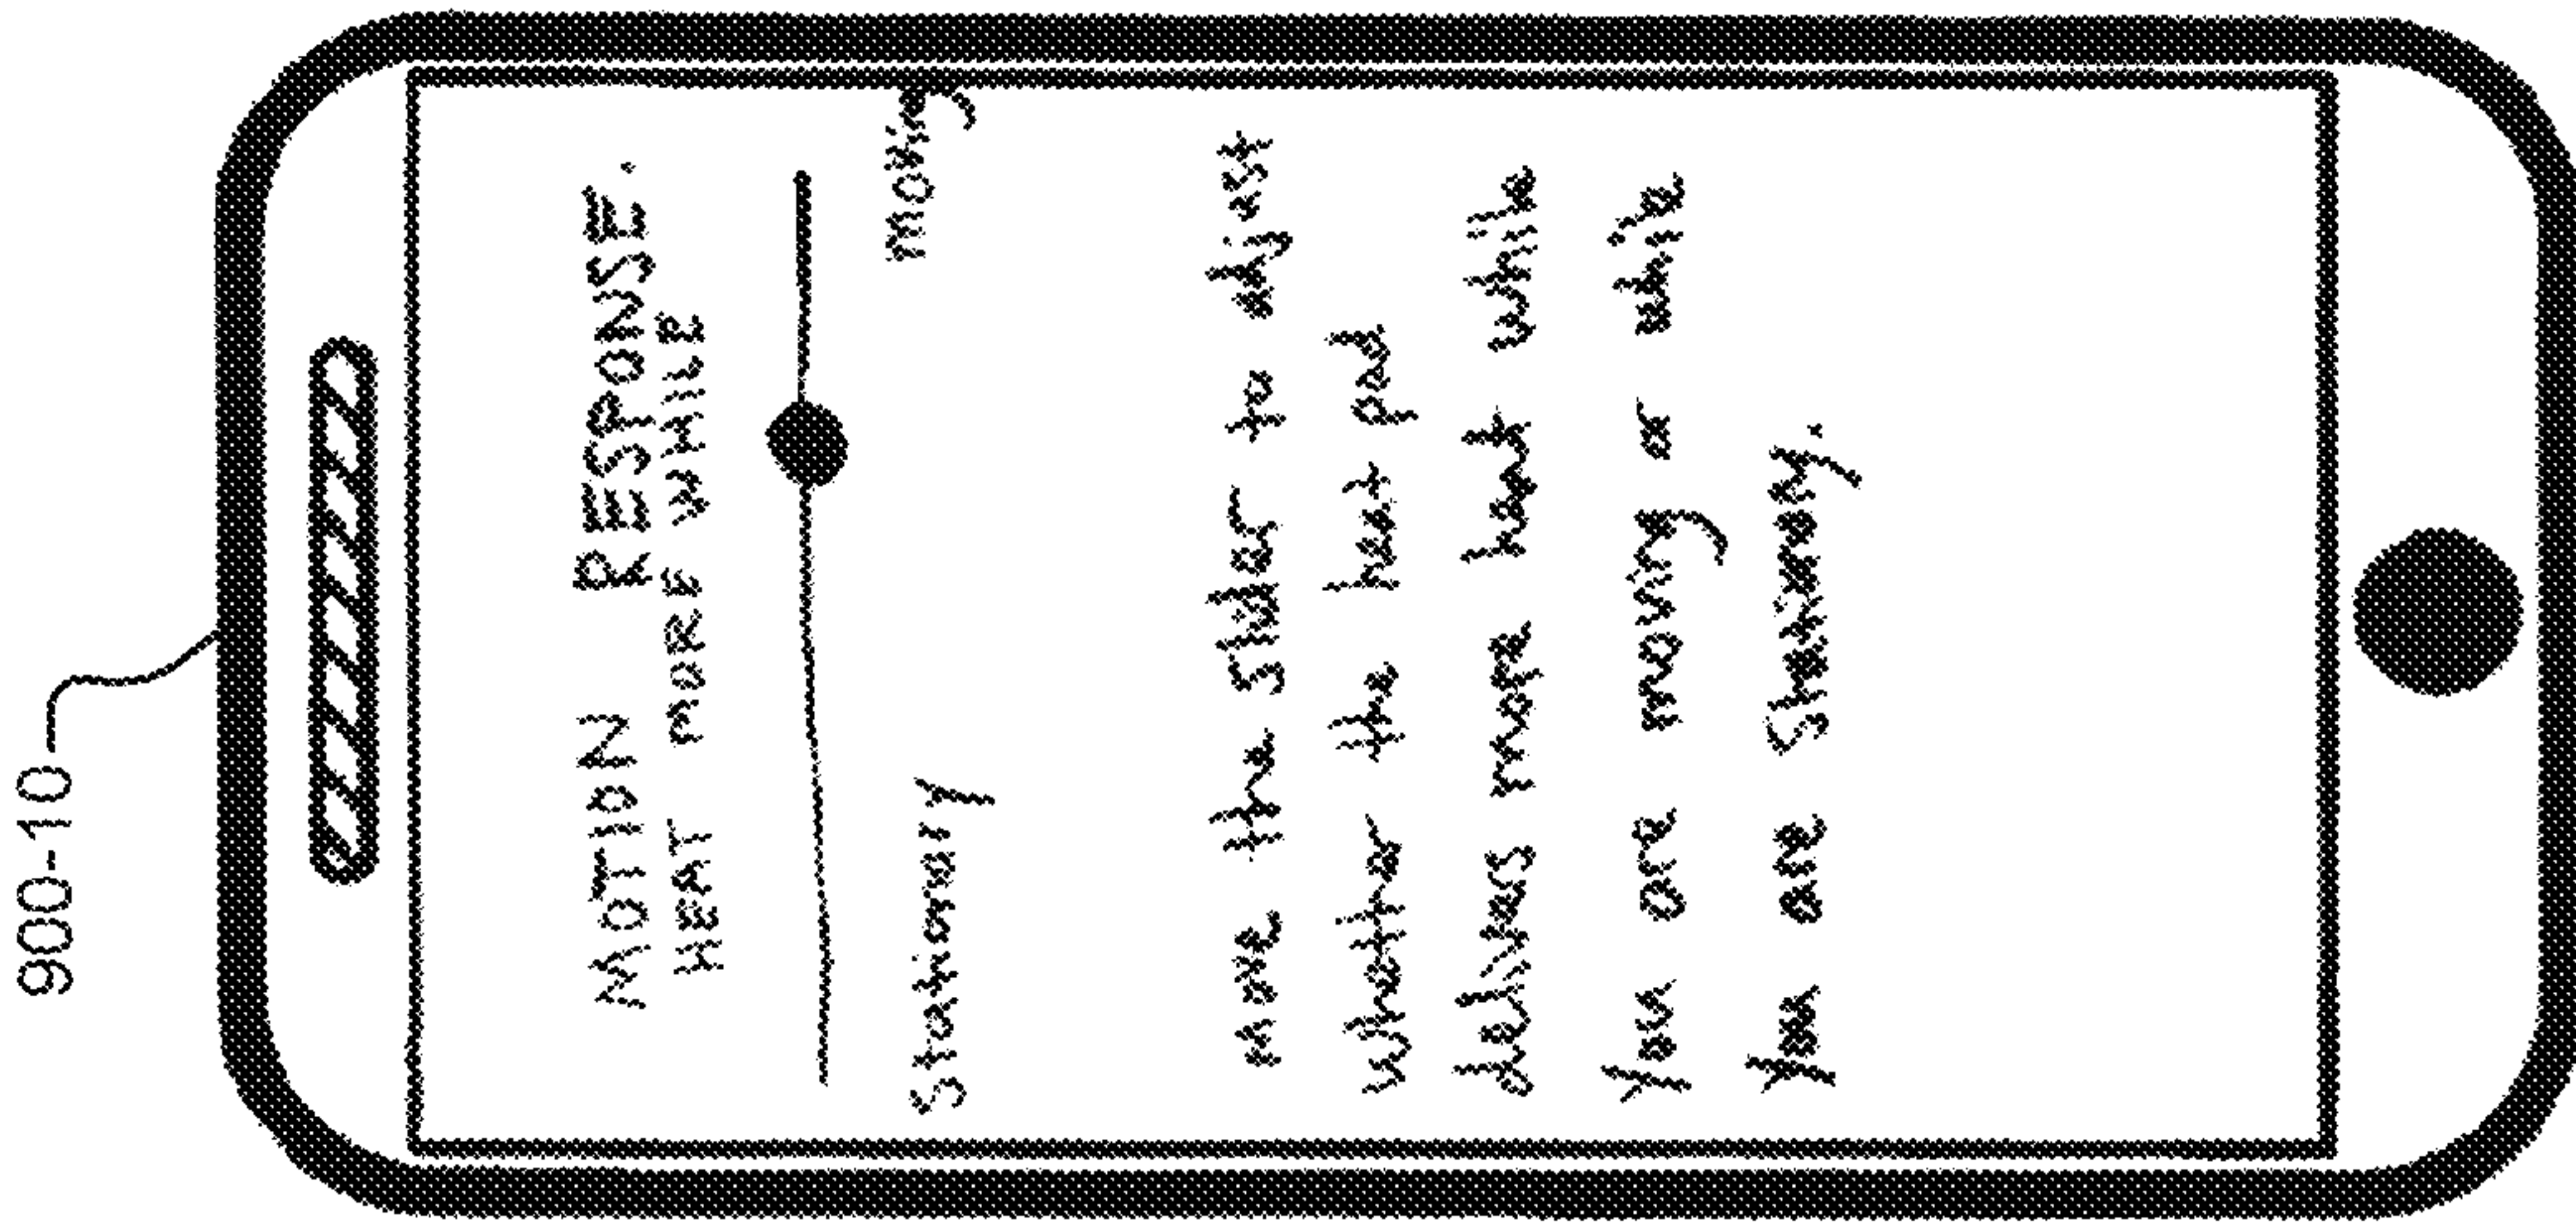 900-10
MOTION RESPONSE.
HEAT MORE WHILE
Stationary moving
move the slider to adjust
whether the heat pad
delivers more heat while
you are moving or while
you are Stationary.